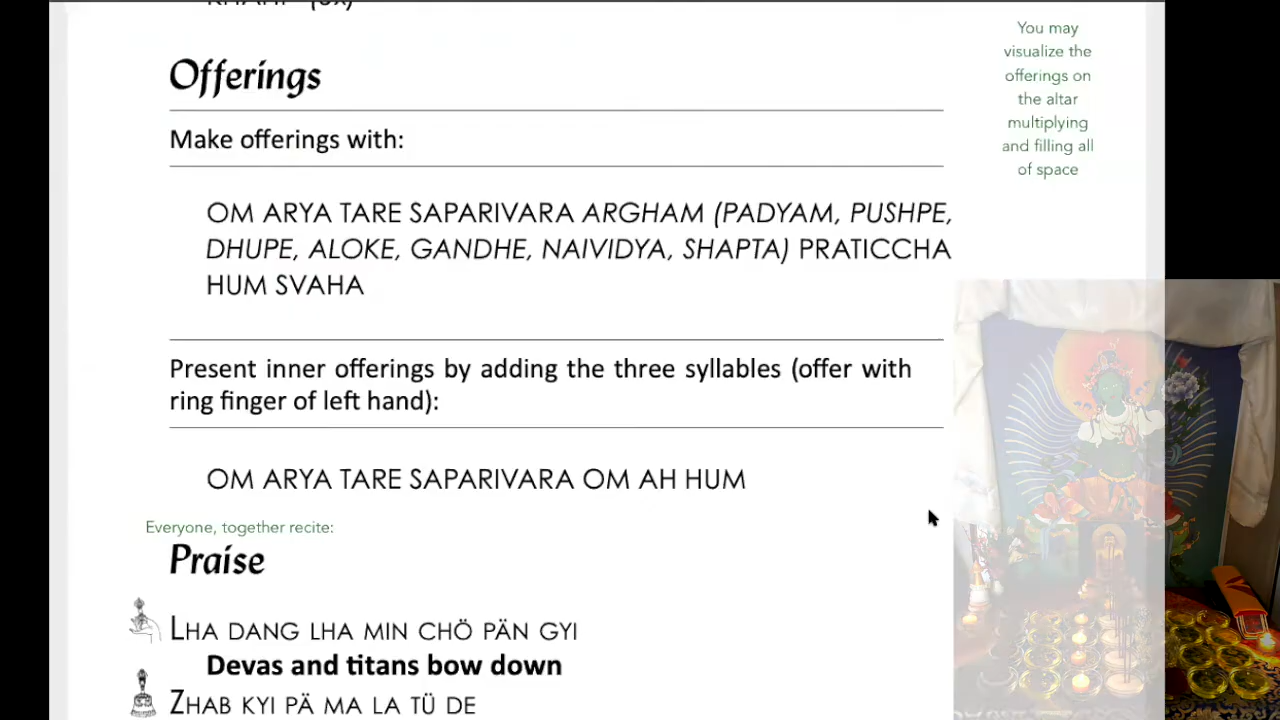 Offerings
You may
visualize the
offerings on
the altar
multiplying
and filling all
of space
Make offerings with:
OM ARYA TARE SAPARIVARA ARGHAM (PADYAM, PUSHPE,
DHUPE, ALOKE, GANDHE, NAIVIDYA, SHAPTA) PRATICCHA
HUM SVAHA
Present inner offerings by adding the three syllables (offer with
ring finger of left hand):
OM ARYA TARE SAPARIVARA OM AH HUM
Everyone, together recite:
Praise
LHA DANG LHA MIN CHÖ PÄN GYI
Devas and titans bow down
ZHAB KYI PÄ MA LA TÜ DE